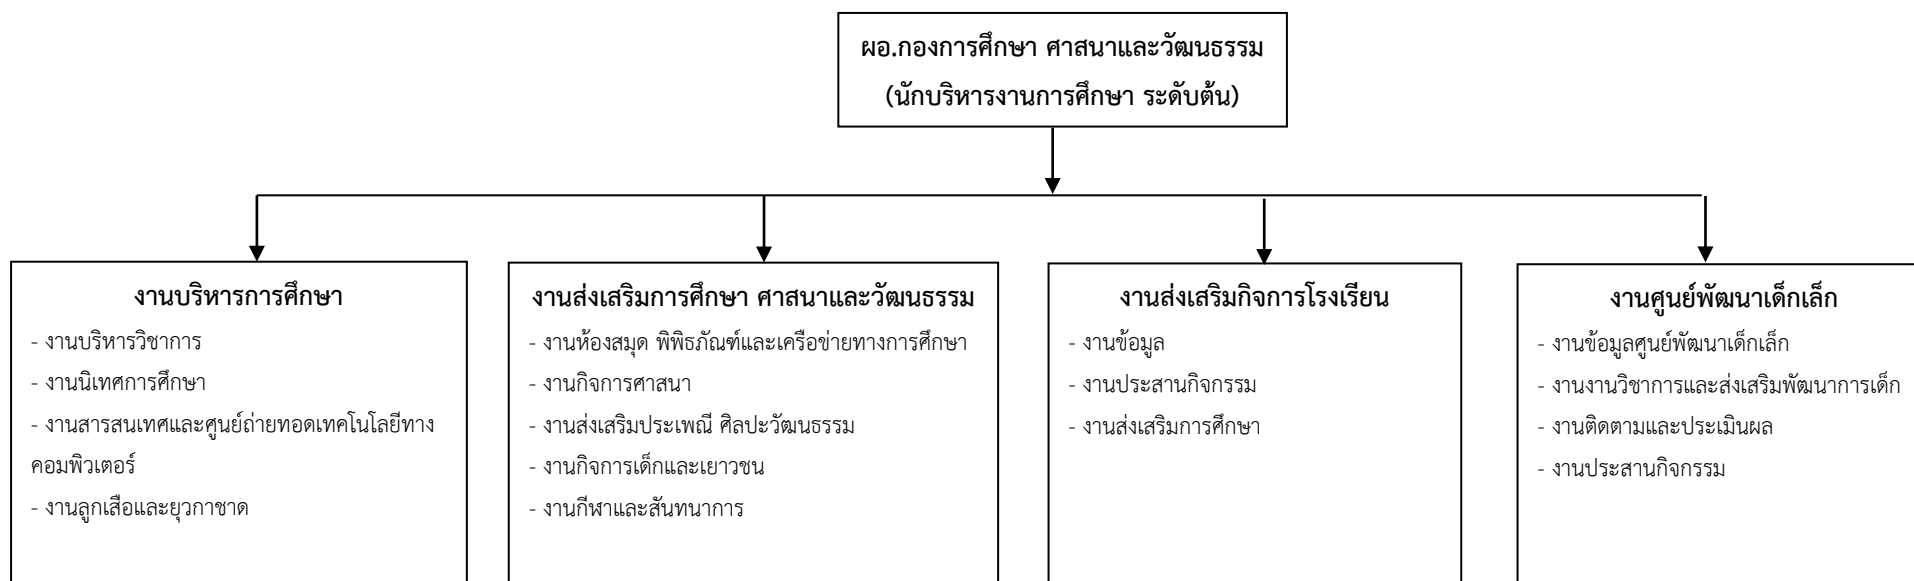 ผอ.กองการศึกษา ศาสนาและวัฒนธรรม
(นักบริหารงานการศึกษา ระดับต้น)
งานบริหารการศึกษา
- งานบริหารวิชาการ
- งานนิเทศการศึกษา
- งานสารสนเทศและศูนย์ถ่ายทอดเทคโนโลยีทาง
คอมพิวเตอร์
- งานลูกเสือและยุวกาชาด
งานส่งเสริมการศึกษา ศาสนาและวัฒนธรรม
- งานห้องสมุด พิพิธภัณฑ์และเครือข่ายทางการศึกษา
- งานกิจการศาสนา
- งานส่งเสริมประเพณี ศิลปะวัฒนธรรม
- งานกิจการเด็กและเยาวชน
- งานกีฬาและสันทนาการ
งานส่งเสริมกิจการโรงเรียน
- งานข้อมูล
- งานประสานกิจกรรม
- งานส่งเสริมการศึกษา
งานศูนย์พัฒนาเด็กเล็ก
- งานข้อมูลศูนย์พัฒนาเด็กเล็ก
- งานงานวิชาการและส่งเสริมพัฒนาการเด็ก
- งานติดตามและประเมินผล
- งานประสานกิจกรรม